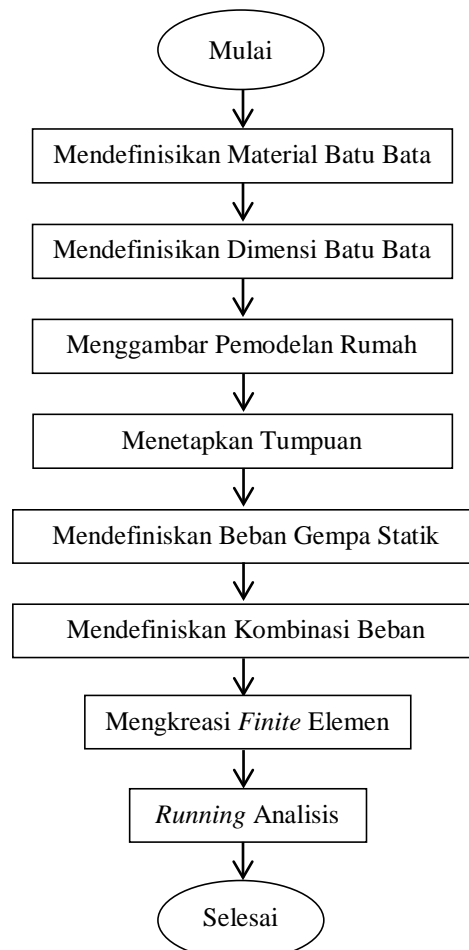 Mulai
Mendefinisikan Material Batu Bata
Mendefinisikan Dimensi Batu Bata
Menggambar Pemodelan Rumah
Menetapkan Tumpuan
Mendefiniskan Beban Gempa Statik
Mendefiniskan Kombinasi Beban
Mengkreasi Finite Elemen
Running Analisis
Selesai